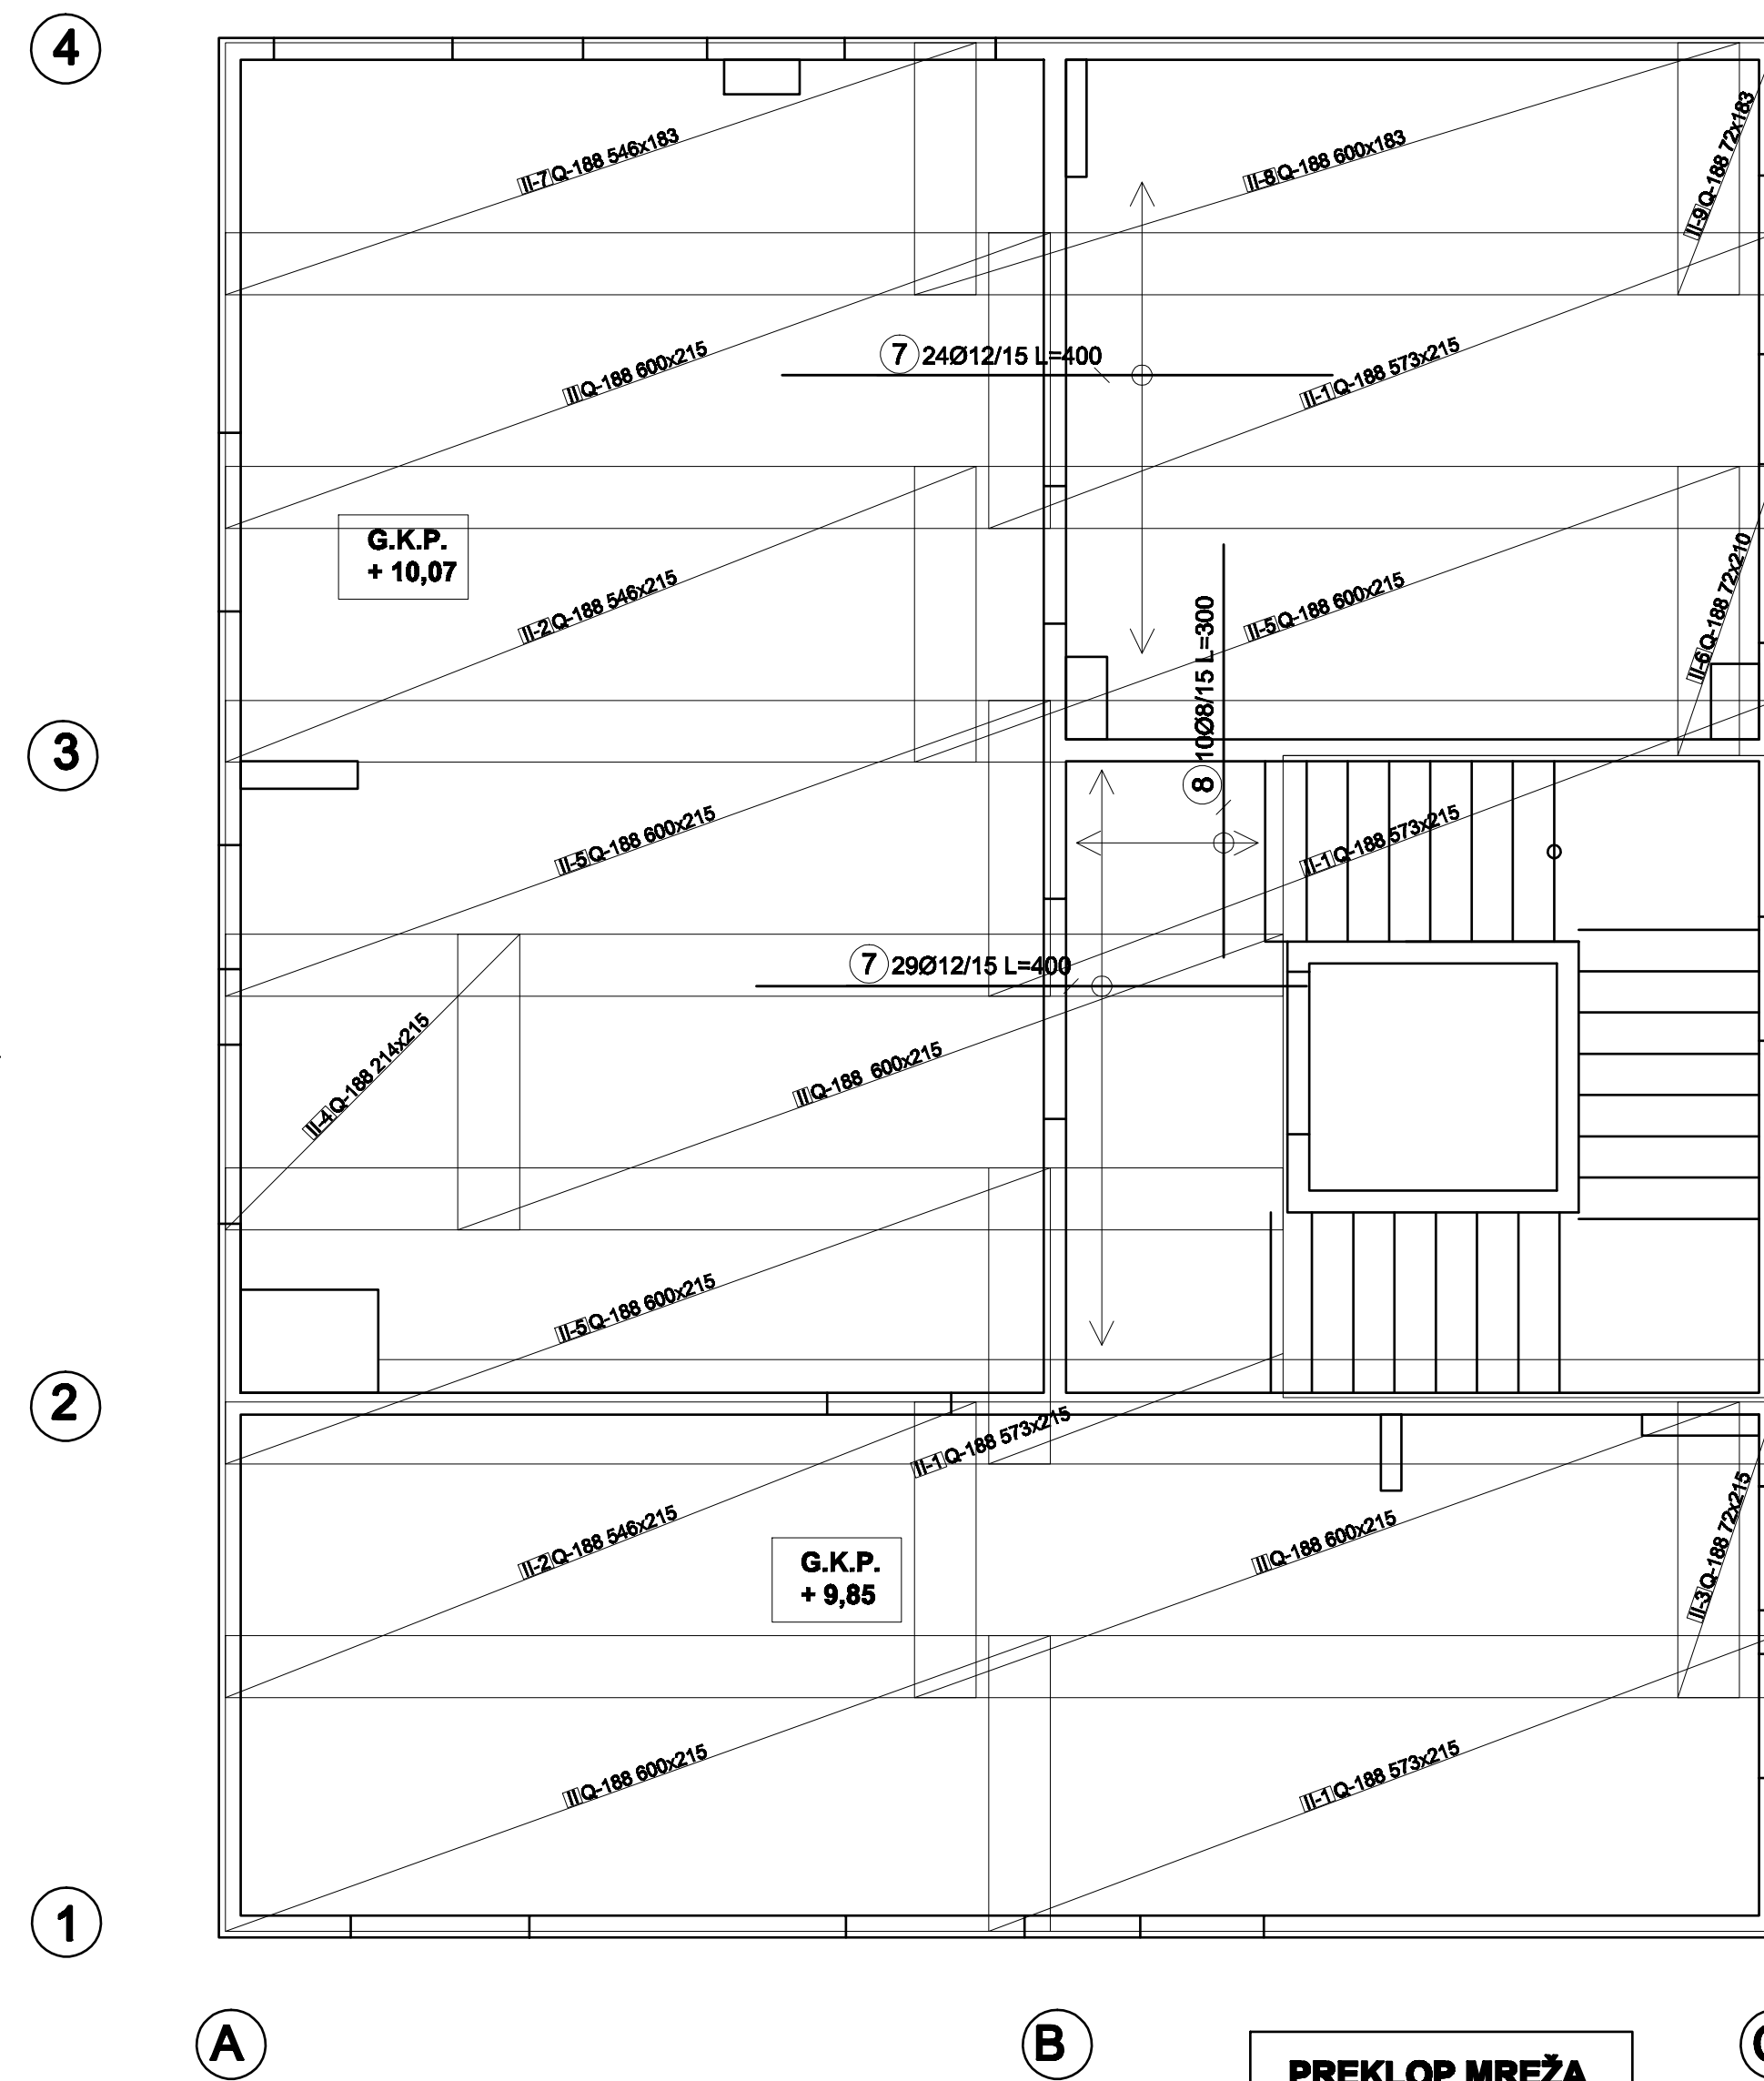 4
II-7 Q-188 546x183
II-8 Q-188 600x183
II-9 Q-188 72x183
7 24Ø12/15 L=400
II Q-188 600x215
II-1 Q-188 573x215
G.K.P.
+ 10,07
II-2 Q-188 546x215
II-5 Q-188 600x215
II-6 Q-188 72x210
8 10Ø8/15 L=300
3
II-5 Q-188 600x215
II-1 Q-188 573x215
7 29Ø12/15 L=400
II-4 Q-188 214x215
II Q-188 600x215
II-5 Q-188 600x215
2
II-1 Q-188 573x215
II-2 Q-188 546x215
G.K.P.
+ 9,85
II Q-188 600x215
II-3 Q-188 72x215
II Q-188 600x215
II-1 Q-188 573x215
1
A
B
PREKLOP MREŽA